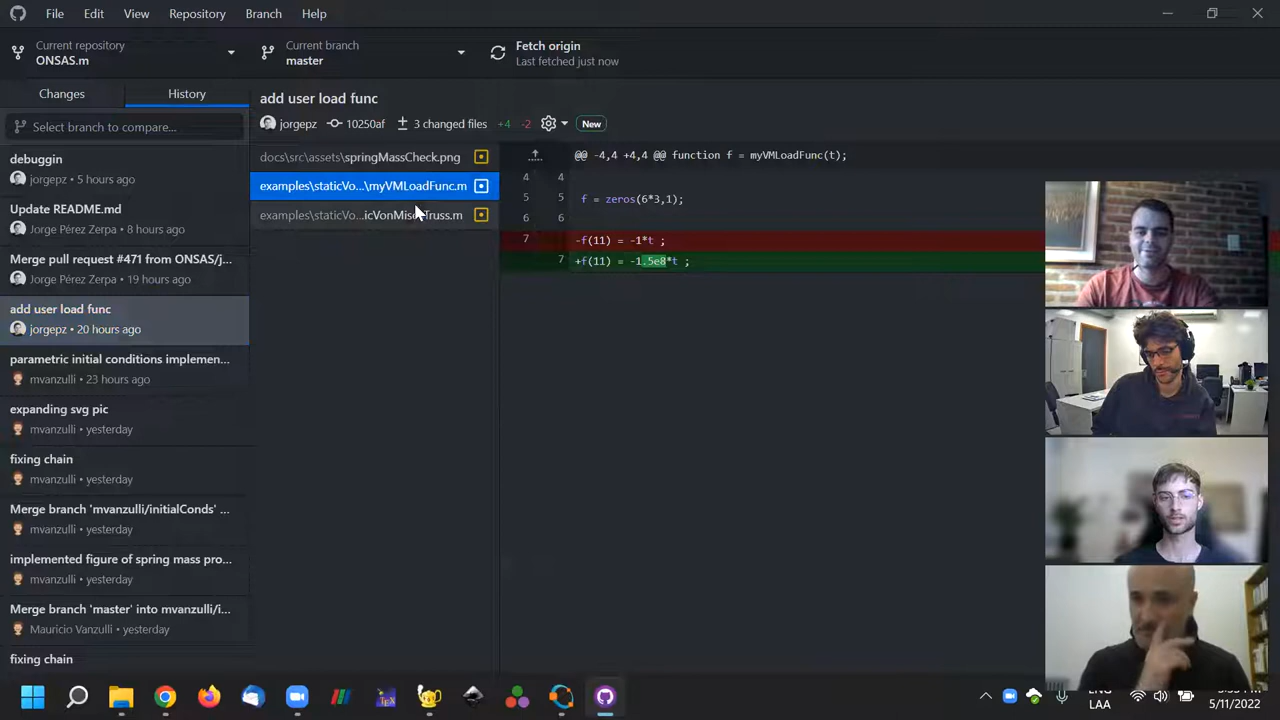 File Edit View Repository Branch Help
Current repository
ONSAS.m
Current branch
master
Fetch origin
Last fetched just now
Changes
History
Select branch to compare...
debuggin
jorgepz • 5 hours ago
Update README.md
Jorge Pérez Zerpa • 8 hours ago
Merge pull request #471 from ONSAS/j...
Jorge Pérez Zerpa • 19 hours ago
add user load func
jorgepz • 20 hours ago
parametric initial conditions implemen...
mvanzulli • 23 hours ago
expanding svg pic
mvanzulli • yesterday
fixing chain
mvanzulli • yesterday
Merge branch 'mvanzulli/initialConds' ...
mvanzulli • yesterday
implemented figure of spring mass pro...
mvanzulli • yesterday
Merge branch 'master' into mvanzulli/i...
Mauricio Vanzulli • yesterday
fixing chain
add user load func
jorgepz 10250af 3 changed files +4 -2 New
docs\src\assets\springMassCheck.png
examples\staticVo...\myVMLoadFunc.m
examples\staticVo...icVonMisesTruss.m
@@ -4,4 +4,4 @@ function f = myVMLoadFunc(t);
4 4
5 5 f = zeros(6*3,1);
6 6
7 -f(11) = -1*t ;
7 +f(11) = -1.5e8*t ;
LAA
5/11/2022